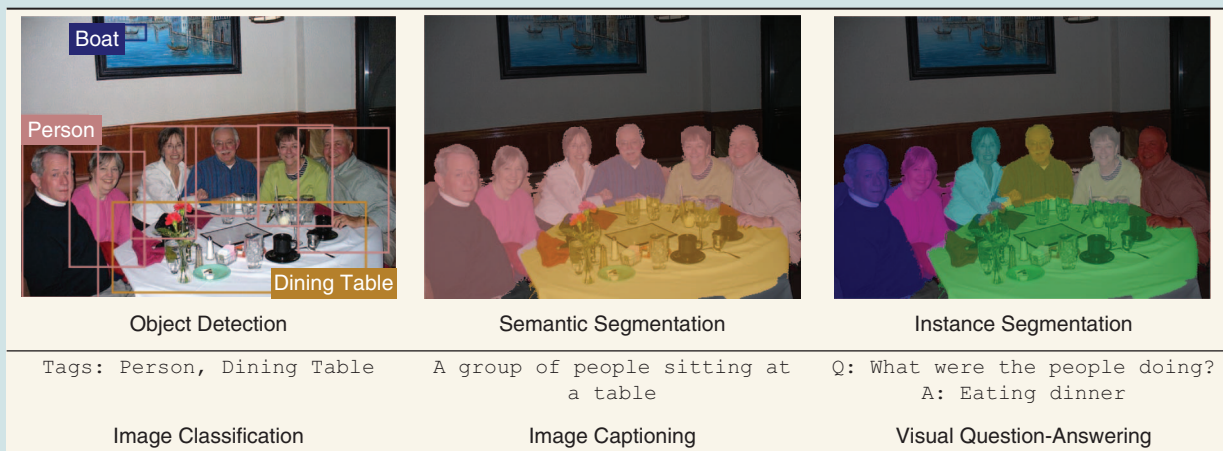 Boat
Person
Dining Table
Object Detection
Semantic Segmentation
Instance Segmentation
Tags: Person, Dining Table
A group of people sitting at
a table
Q: What were the people doing?
A: Eating dinner
Image Classification
Image Captioning
Visual Question-Answering